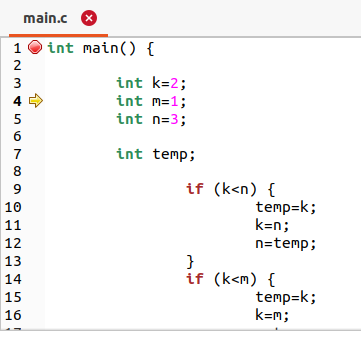 main.c
1 int main() {
2
3 int k=2;
4 int m=1;
5 int n=3;
6
7 int temp;
8
9 if (k<n) {
10 temp=k;
11 k=n;
12 n=temp;
13 }
14 if (k<m) {
15 temp=k;
16 k=m;